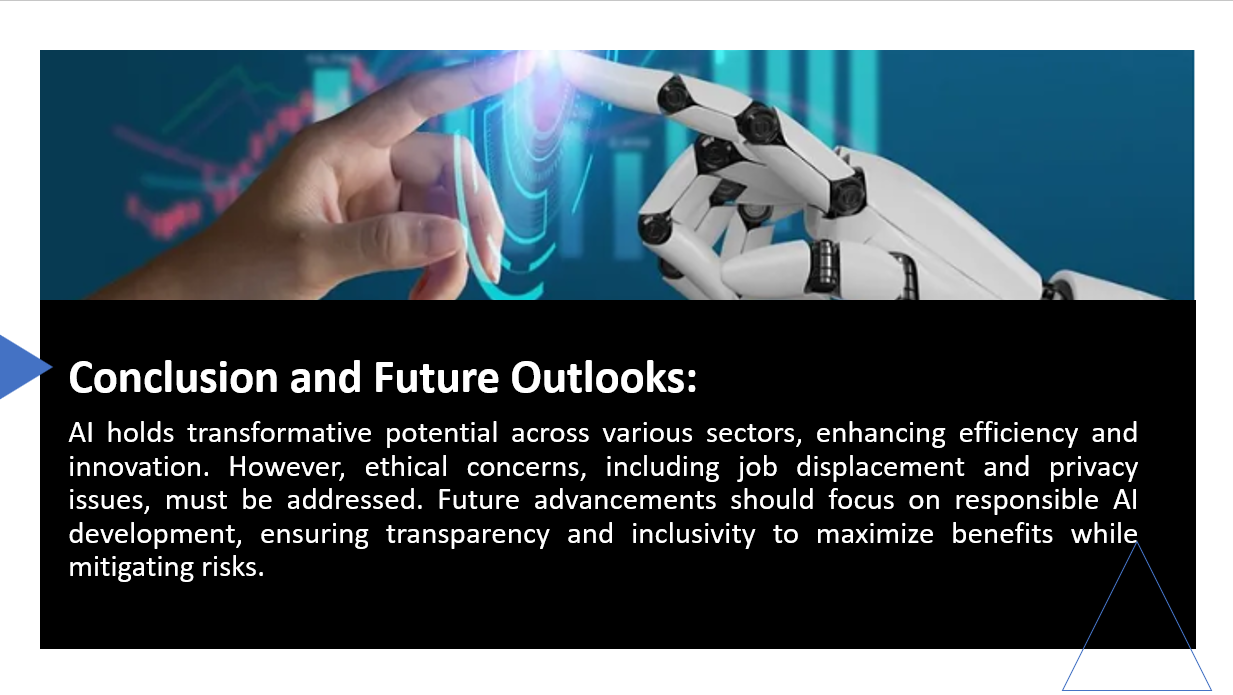 Conclusion and Future Outlooks:
AI holds transformative potential across various sectors, enhancing efficiency and
innovation. However, ethical concerns, including job displacement and privacy
issues, must be addressed. Future advancements should focus on responsible AI
development, ensuring transparency and inclusivity to maximize benefits while
mitigating risks.